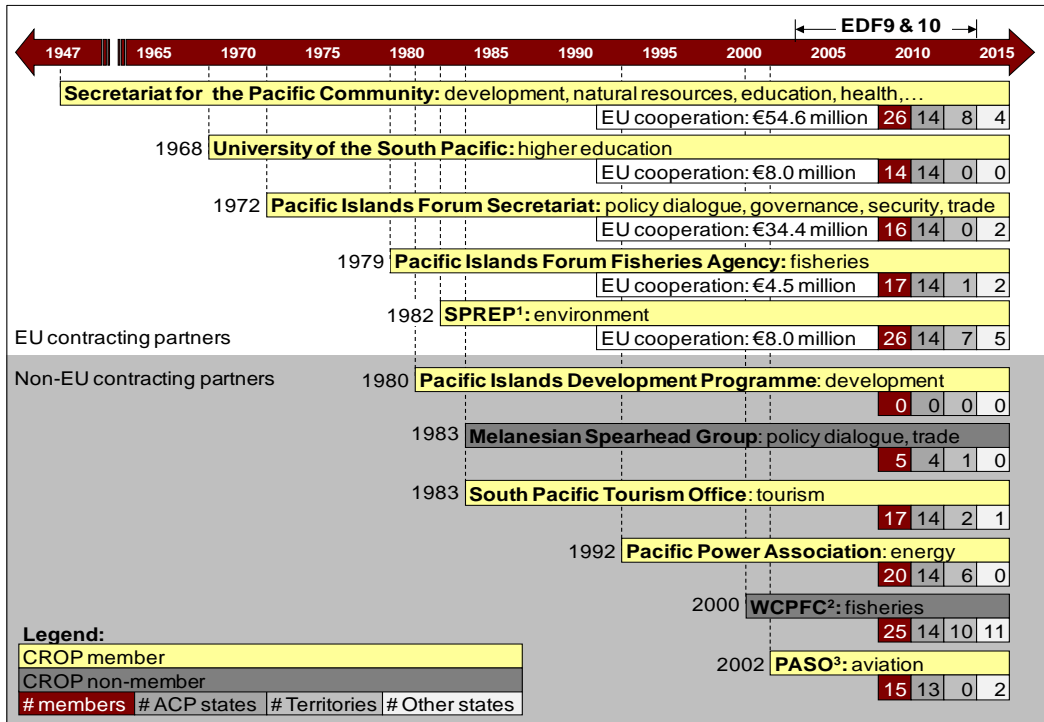 EDF9 & 10
1947 1965 1970 1975 1980 1985 1990 1995 2000 2005 2010 2015
Secretariat for the Pacific Community: development, natural resources, education, health,...
EU cooperation: €54.6 million 26 14 8 4
1968 University of the South Pacific: higher education
EU cooperation: €8.0 million 14 14 0 0
1972 Pacific Islands Forum Secretariat: policy dialogue, governance, security, trade
EU cooperation: €34.4 million 16 14 0 2
1979 Pacific Islands Forum Fisheries Agency: fisheries
EU cooperation: €4.5 million 17 14 1 2
1982 SPREP¹: environment
EU contracting partners EU cooperation: €8.0 million 26 14 7 5
Non-EU contracting partners 1980 Pacific Islands Development Programme: development
0 0 0 0
1983 Melanesian Spearhead Group: policy dialogue, trade
5 4 1 0
1983 South Pacific Tourism Office: tourism
17 14 2 1
1992 Pacific Power Association: energy
20 14 6 0
2000 WCPFC²: fisheries
25 14 10 11
Legend:
CROP member
2002 PASO³: aviation
CROP non-member
15 13 0 2
# members # ACP states # Territories # Other states